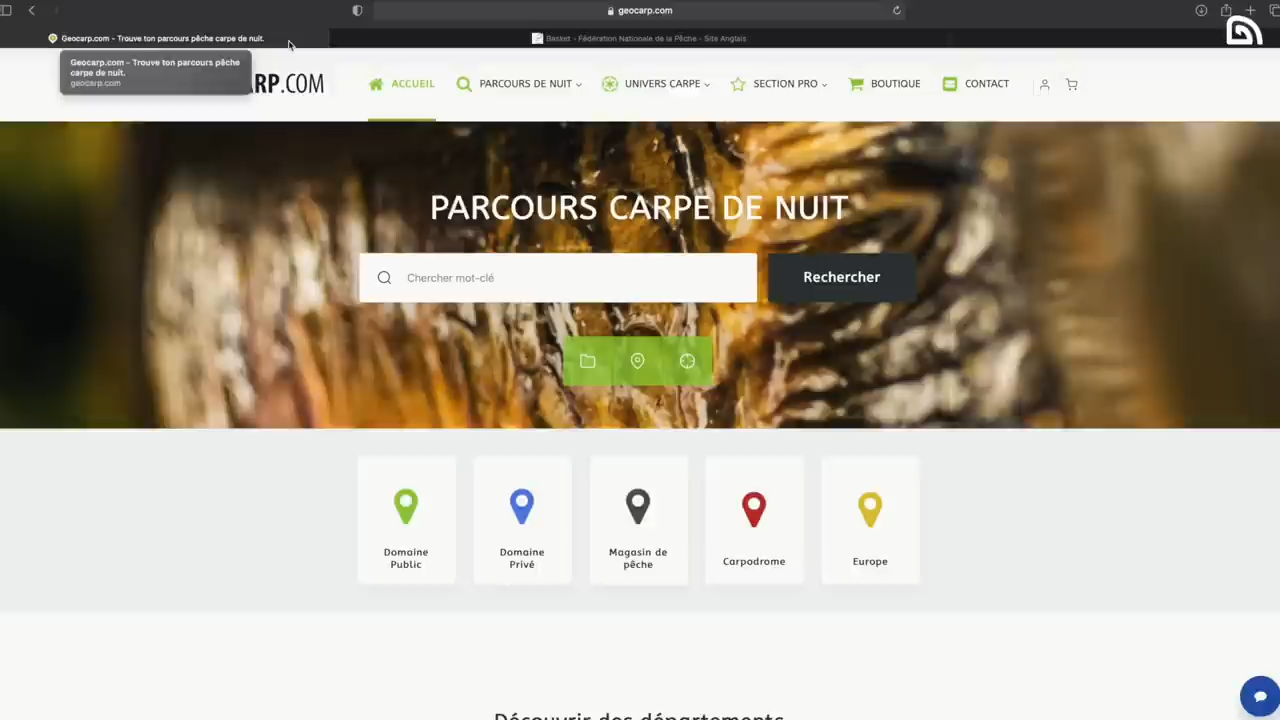 geocarp.com
Geocarp.com - Trouve ton parcours pêche carpe de nuit.
Basket - Fédération Nationale de la Pêche - Site Anglais
Geocarp.com - Trouve ton parcours pêche
carpe de nuit.
geocarp.com
ARP.COM
ACCUEIL
PARCOURS DE NUIT
UNIVERS CARPE
SECTION PRO
BOUTIQUE
CONTACT
PARCOURS CARPE DE NUIT
Chercher mot-clé
Rechercher
Domaine
Public
Domaine
Privé
Magasin de
pêche
Carpodrome
Europe
Découvrir des départements